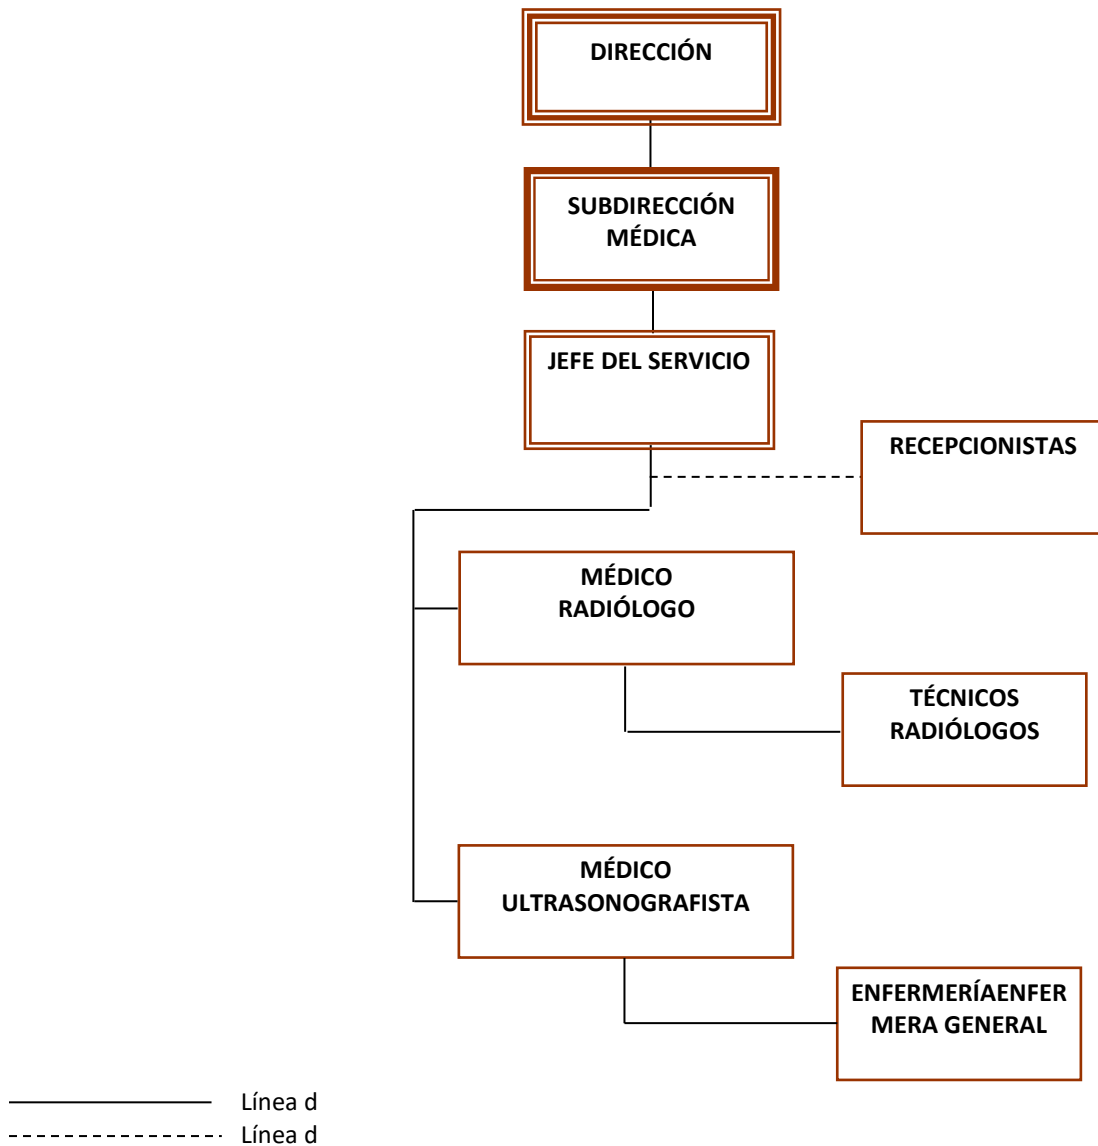 DIRECCIÓN
SUBDIRECCIÓN
MÉDICA
JEFE DEL SERVICIO
RECEPCIONISTAS
MÉDICO
RADIÓLOGO
TÉCNICOS
RADIÓLOGOS
MÉDICO
ULTRASONOGRAFISTA
ENFERMERÍAENFER
MERA GENERAL
Línea d
Línea d